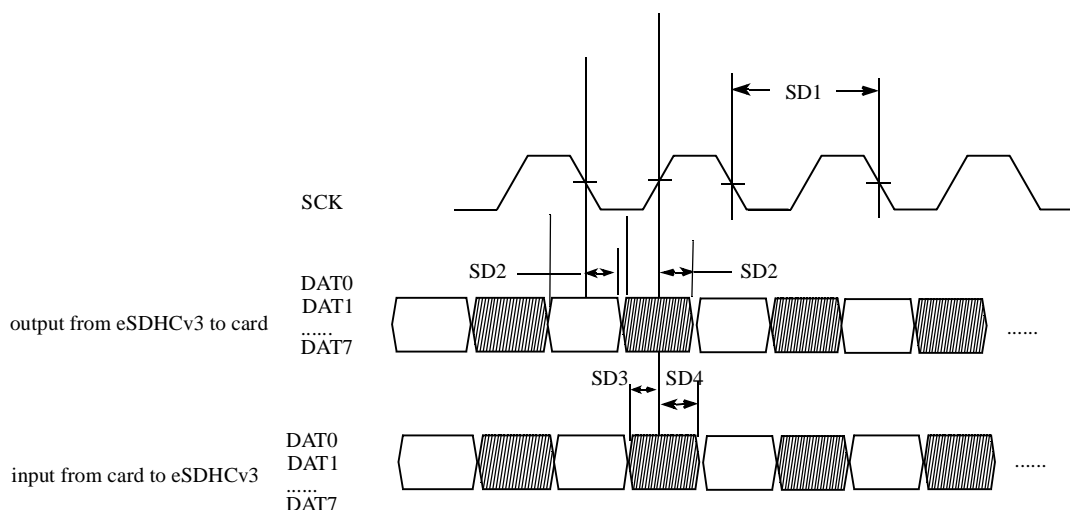 SD1
SCK
SD2
SD2
DAT0
DAT1
......
DAT7
output from eSDHCv3 to card
......
SD3
SD4
DAT0
DAT1
......
DAT7
input from card to eSDHCv3
......